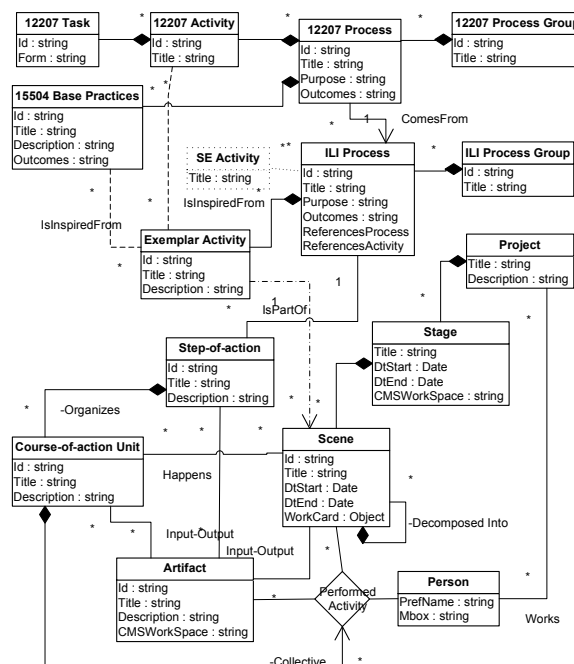 12207 Task
Id : string
Form : string
12207 Activity
Id : string
Title : string
12207 Process
Id : string
Title : string
Purpose : string
Outcomes : string
12207 Process Group
Id : string
Title : string
15504 Base Practices
Id : string
Title : string
Description : string
Outcomes : string
1
ComesFrom
SE Activity
Title : string
ILI Process
Id : string
Title : string
Purpose : string
Outcomes : string
ReferencesProcess
ReferencesActivity
ILI Process Group
Id : string
Title : string
IsInspiredFrom
IsInspiredFrom
Exemplar Activity
Id : string
Title : string
Description : string
Project
Title : string
Description : string
1
1
IsPartOf
Stage
Title : string
DtStart : Date
DtEnd : Date
CMSWorkSpace : string
Step-of-action
Id : string
Title : string
Description : string
-Organizes
Course-of-action Unit
Id : string
Title : string
Description : string
Happens
Scene
Id : string
Title : string
DtStart : Date
DtEnd : Date
WorkCard : Object
-Decomposed Into
Input-Output
Input-Output
Artifact
Id : string
Title : string
Description : string
CMSWorkSpace : string
Performed
Activity
Person
PrefName : string
Mbox : string
Works
-Collective